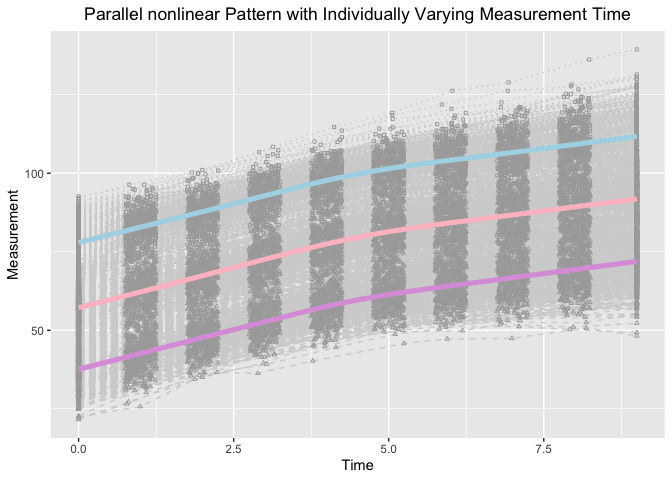 Parallel nonlinear Pattern with Individually Varying Measurement Time
Measurement
100
50
0.0
2.5
5.0
7.5
Time